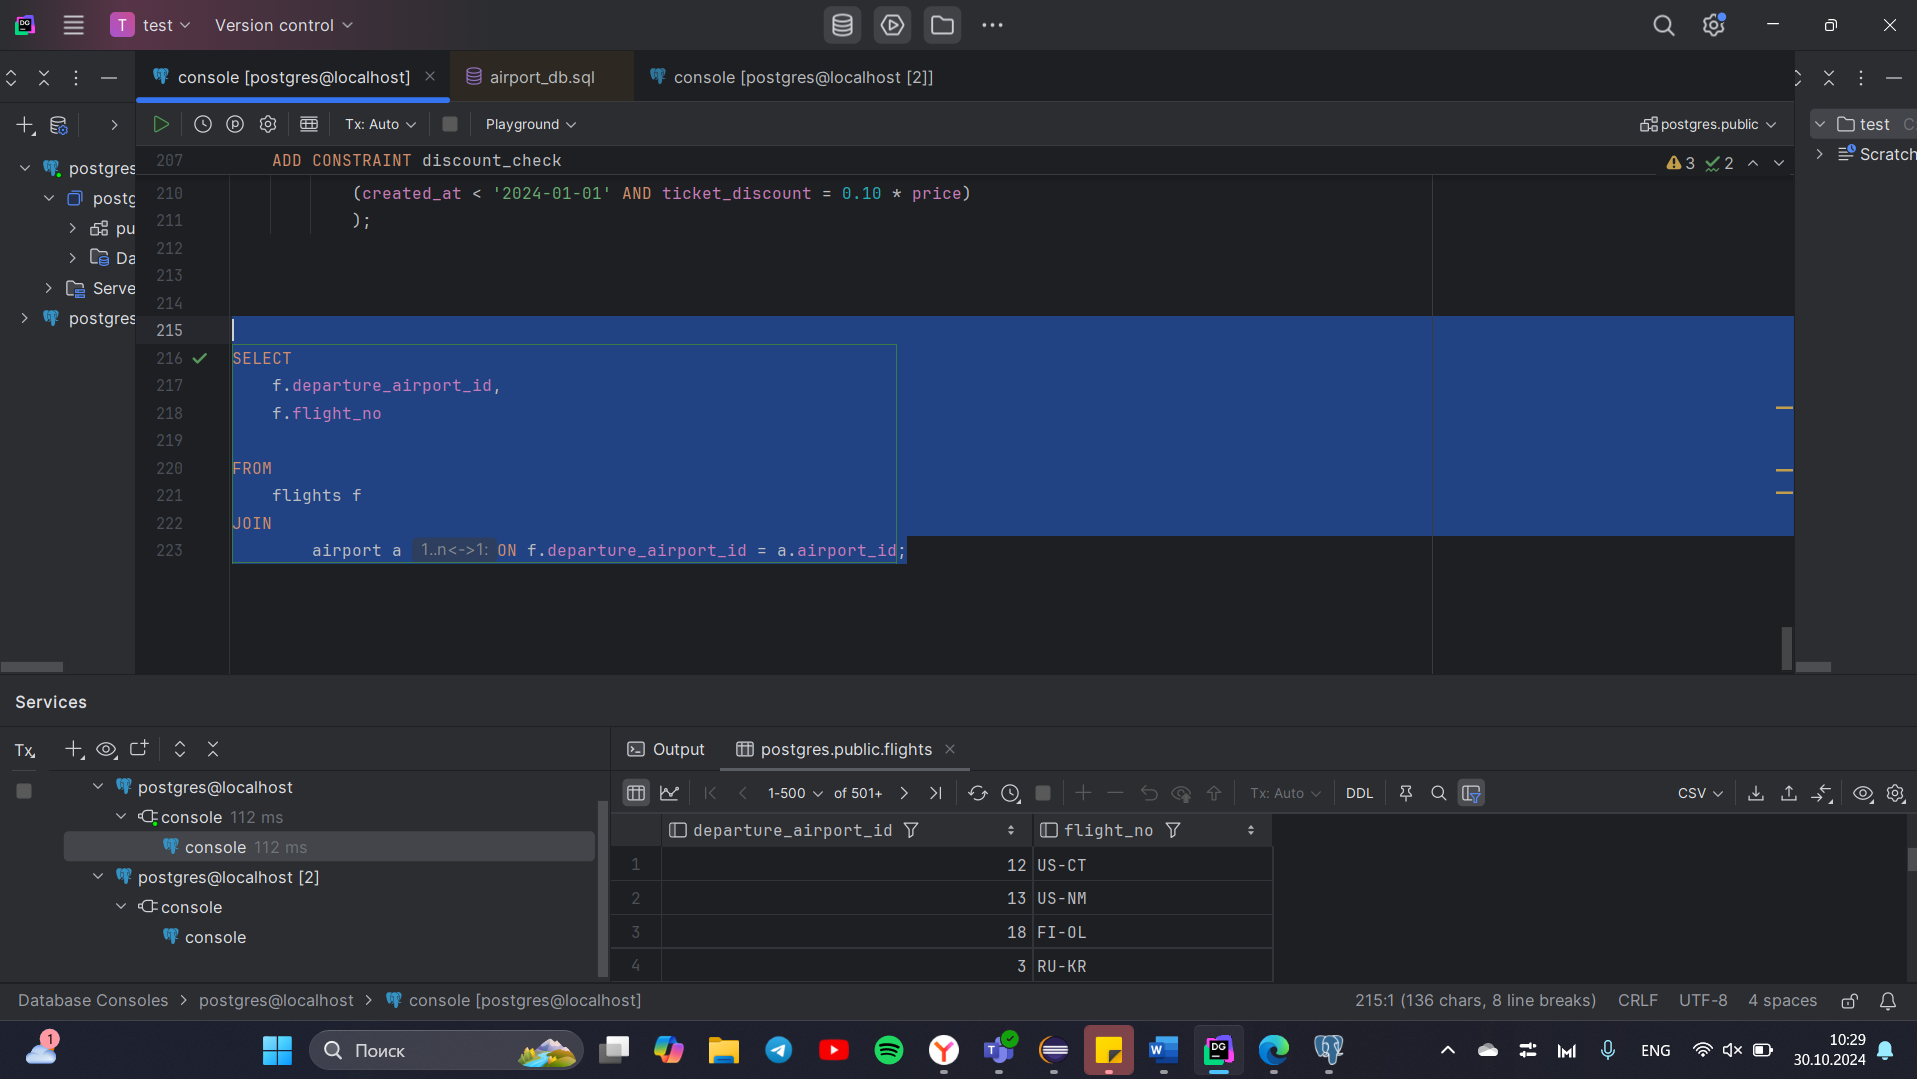 T test Version control
console [postgres@localhost] airport_db.sql console [postgres@localhost [2]]
Tx: Auto Playground postgres.public
test
Scratch
postgres
postg
pu
Da
Serve
postgres
207 ADD CONSTRAINT discount_check
3 2
210 (created_at < '2024-01-01' AND ticket_discount = 0.10 * price)
211 );
212
213
214
215
216 SELECT
217 f.departure_airport_id,
218 f.flight_no
219
220 FROM
221 flights f
222 JOIN
223 airport a 1..n<->1: ON f.departure_airport_id = a.airport_id;
Services
Tx
postgres@localhost
console 112 ms
console 112 ms
postgres@localhost [2]
console
console
Output postgres.public.flights
1-500 of 501+ Tx: Auto DDL CSV
departure_airport_id flight_no
1 12 US-CT
2 13 US-NM
3 18 FI-OL
4 3 RU-KR
Database Consoles > postgres@localhost > console [postgres@localhost]
215:1 (136 chars, 8 line breaks) CRLF UTF-8 4 spaces
1
Поиск
ENG
10:29
30.10.2024